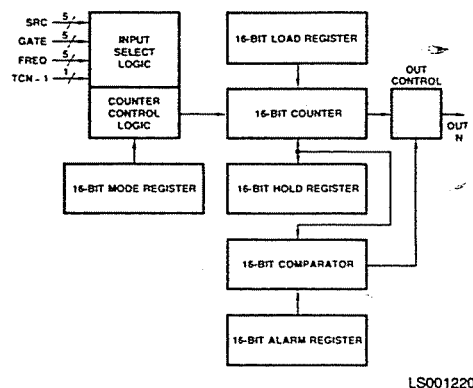 SRC 5
GATE 5
FREQ 5
TCN - 1 1
INPUT
SELECT
LOGIC
COUNTER
CONTROL
LOGIC
16-BIT MODE REGISTER
16-BIT LOAD REGISTER
16-BIT COUNTER
16-BIT HOLD REGISTER
16-BIT COMPARATOR
16-BIT ALARM REGISTER
OUT
CONTROL
OUT
N
LS001220